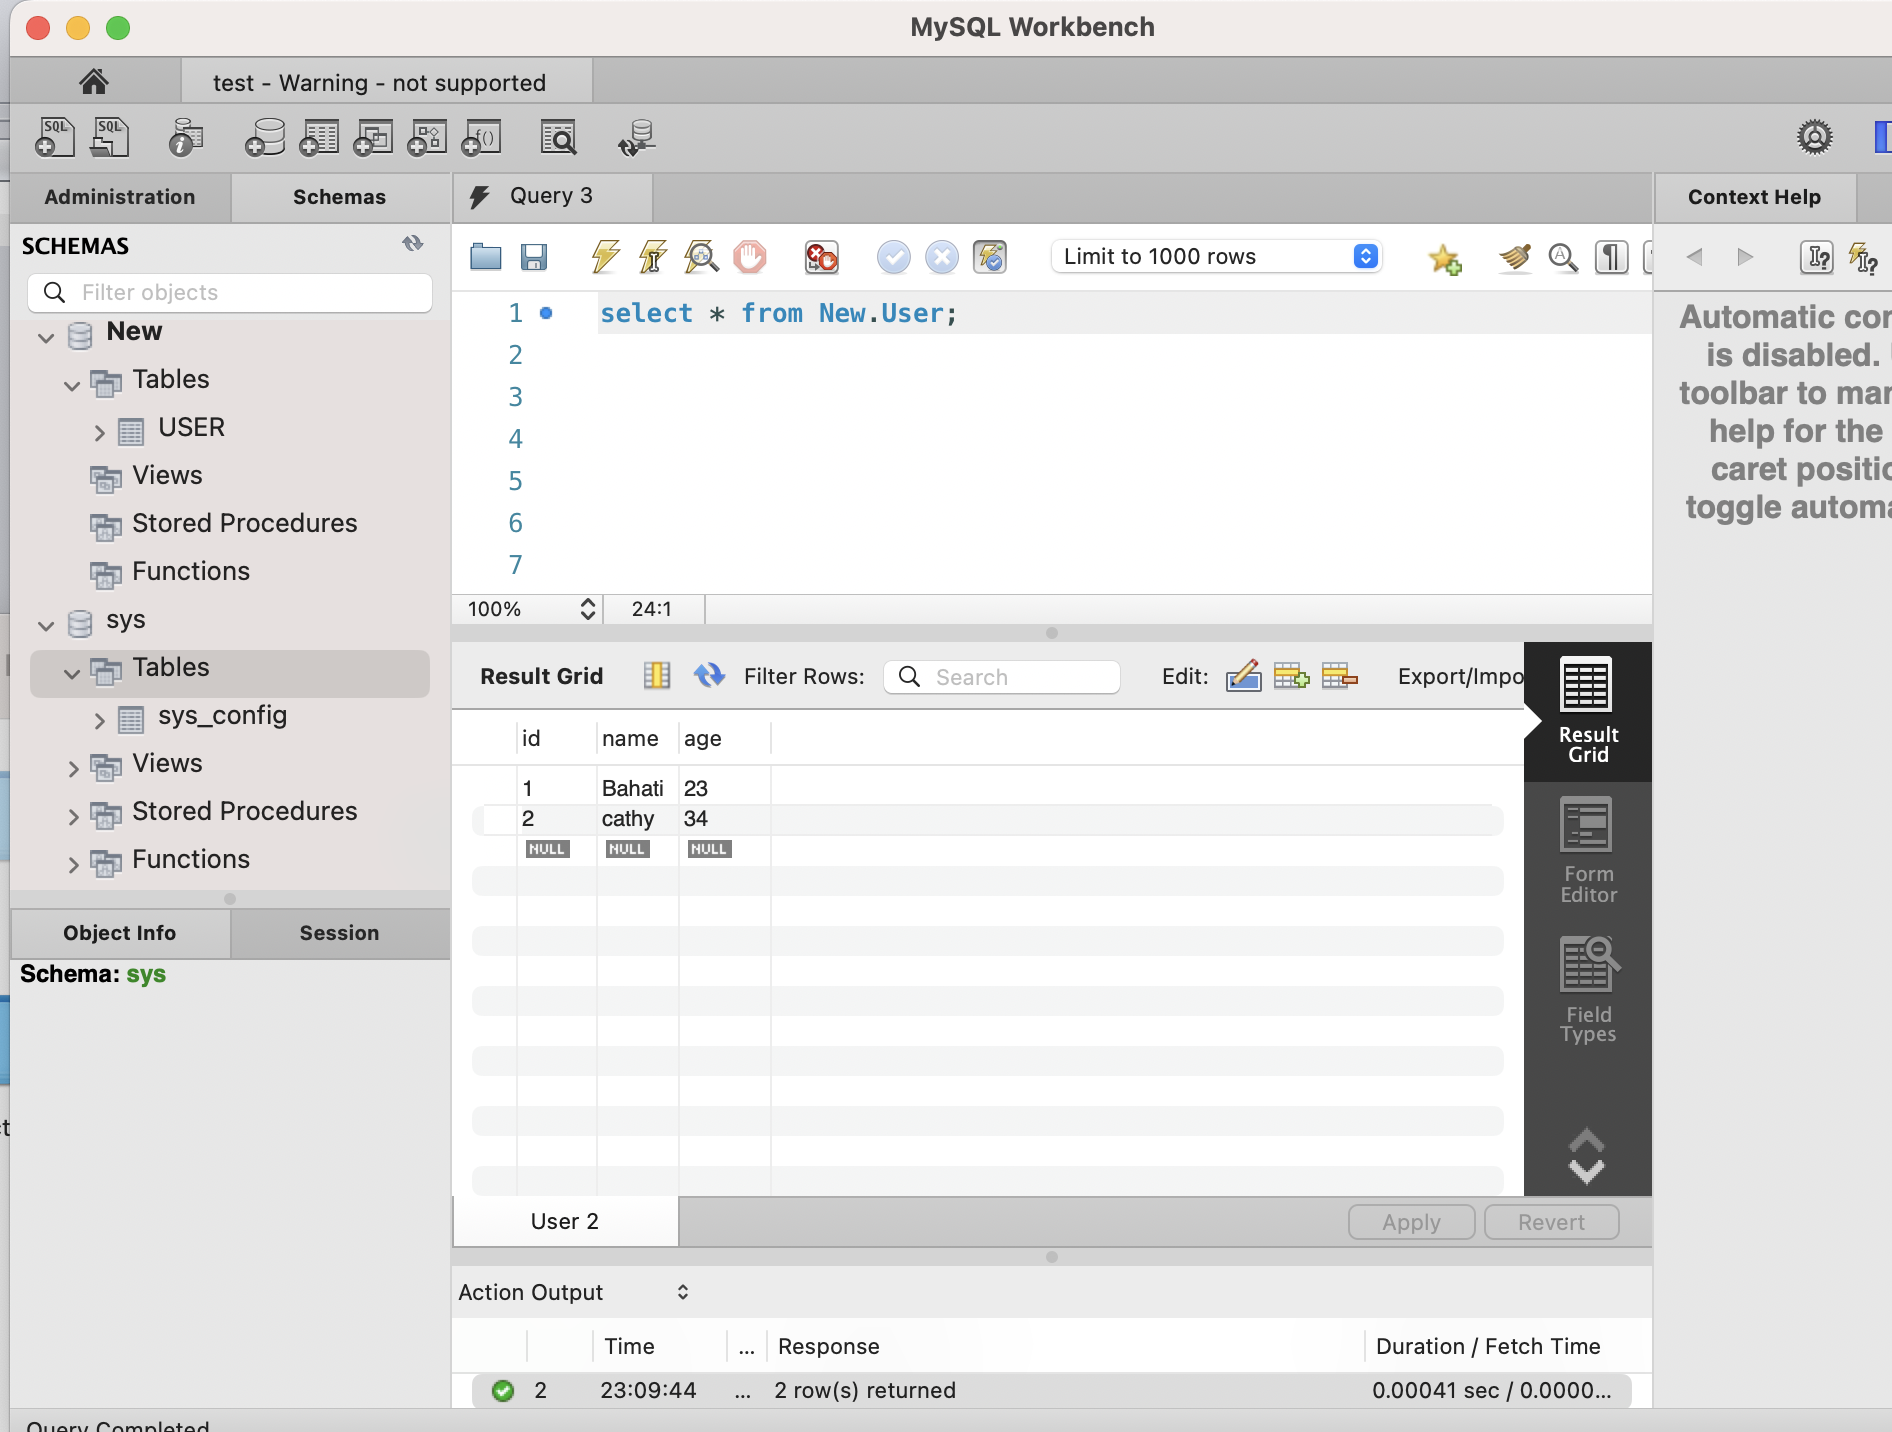 MySQL Workbench
test - Warning - not supported
Administration
Schemas
SCHEMAS
Filter objects
New
Tables
USER
Views
Stored Procedures
Functions
sys
Tables
sys_config
Views
Stored Procedures
Functions
Object Info
Session
Schema: sys
Query 3
Limit to 1000 rows
1 select * from New.User;
2
3
4
5
6
7
100% 24:1
Result Grid Filter Rows: Search Edit: Export/Impo
id name age
1 Bahati 23
2 cathy 34
NULL NULL NULL
Result
Grid
Form
Editor
Field
Types
User 2
Apply
Revert
Action Output
Time ... Response Duration / Fetch Time
2 23:09:44 ... 2 row(s) returned 0.00041 sec / 0.0000...
Query Completed
Context Help
Automatic
is disabled.
toolbar to
help for the
caret
toggle